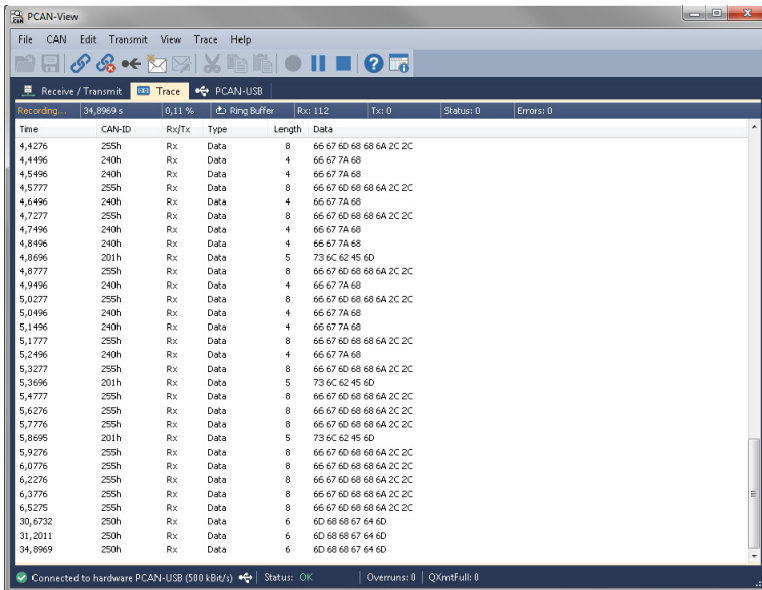 PCAN-View
File CAN Edit Transmit View Trace Help
Receive / Transmit Trace PCAN-USB
Recording... 34,8969 s 0,11 % Ring Buffer Rx: 112 Tx: 0 Status: 0 Errors: 0
Time CAN-ID Rx/Tx Type Length Data
4,4276 255h Rx Data 8 66 67 6D 68 68 6A 2C 2C
4,4496 240h Rx Data 4 66 67 7A 68
4,5496 240h Rx Data 4 66 67 7A 68
4,5777 255h Rx Data 8 66 67 6D 68 68 6A 2C 2C
4,6496 240h Rx Data 4 66 67 7A 68
4,7277 255h Rx Data 8 66 67 6D 68 68 6A 2C 2C
4,7496 240h Rx Data 4 66 67 7A 68
4,8496 240h Rx Data 4 66 67 7A 68
4,8696 201h Rx Data 5 73 6C 62 45 6D
4,8777 255h Rx Data 8 66 67 6D 68 68 6A 2C 2C
4,9496 240h Rx Data 4 66 67 7A 68
5,0277 255h Rx Data 8 66 67 6D 68 68 6A 2C 2C
5,0496 240h Rx Data 4 66 67 7A 68
5,1496 240h Rx Data 4 66 67 7A 68
5,1777 255h Rx Data 8 66 67 6D 68 68 6A 2C 2C
5,2496 240h Rx Data 4 66 67 7A 68
5,3277 255h Rx Data 8 66 67 6D 68 68 6A 2C 2C
5,3696 201h Rx Data 5 73 6C 62 45 6D
5,4777 255h Rx Data 8 66 67 6D 68 68 6A 2C 2C
5,6276 255h Rx Data 8 66 67 6D 68 68 6A 2C 2C
5,7776 255h Rx Data 8 66 67 6D 68 68 6A 2C 2C
5,8695 201h Rx Data 5 73 6C 62 45 6D
5,9276 255h Rx Data 8 66 67 6D 68 68 6A 2C 2C
6,0776 255h Rx Data 8 66 67 6D 68 68 6A 2C 2C
6,2276 255h Rx Data 8 66 67 6D 68 68 6A 2C 2C
6,3776 255h Rx Data 8 66 67 6D 68 68 6A 2C 2C
6,5275 255h Rx Data 8 66 67 6D 68 68 6A 2C 2C
30,6732 250h Rx Data 6 6D 68 68 67 64 6D
31,2011 250h Rx Data 6 6D 68 68 67 64 6D
34,8969 250h Rx Data 6 6D 68 68 67 64 6D
Connected to hardware PCAN-USB (500 kBit/s) Status: OK Overruns: 0 QXmtFull: 0